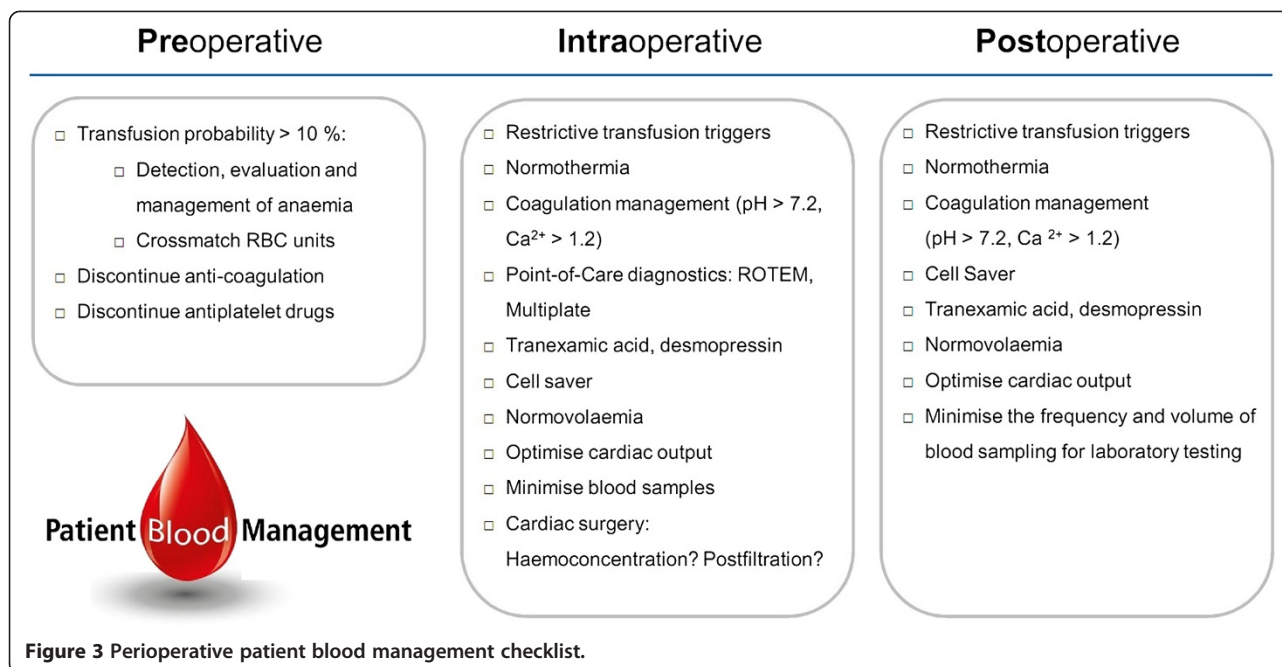 Preoperative
Intraoperative
Postoperative
□ Transfusion probability > 10 %:
□ Detection, evaluation and
management of anaemia
□ Crossmatch RBC units
□ Discontinue anti-coagulation
□ Discontinue antiplatelet drugs
Patient Blood Management
□ Restrictive transfusion triggers
□ Normothermia
□ Coagulation management (pH > 7.2,
Ca²⁺ > 1.2)
□ Point-of-Care diagnostics: ROTEM,
Multiplate
□ Tranexamic acid, desmopressin
□ Cell saver
□ Normovolaemia
□ Optimise cardiac output
□ Minimise blood samples
□ Cardiac surgery:
Haemoconcentration? Postfiltration?
□ Restrictive transfusion triggers
□ Normothermia
□ Coagulation management
(pH > 7.2, Ca ²⁺ > 1.2)
□ Cell Saver
□ Tranexamic acid, desmopressin
□ Normovolaemia
□ Optimise cardiac output
□ Minimise the frequency and volume of
blood sampling for laboratory testing
Figure 3 Perioperative patient blood management checklist.